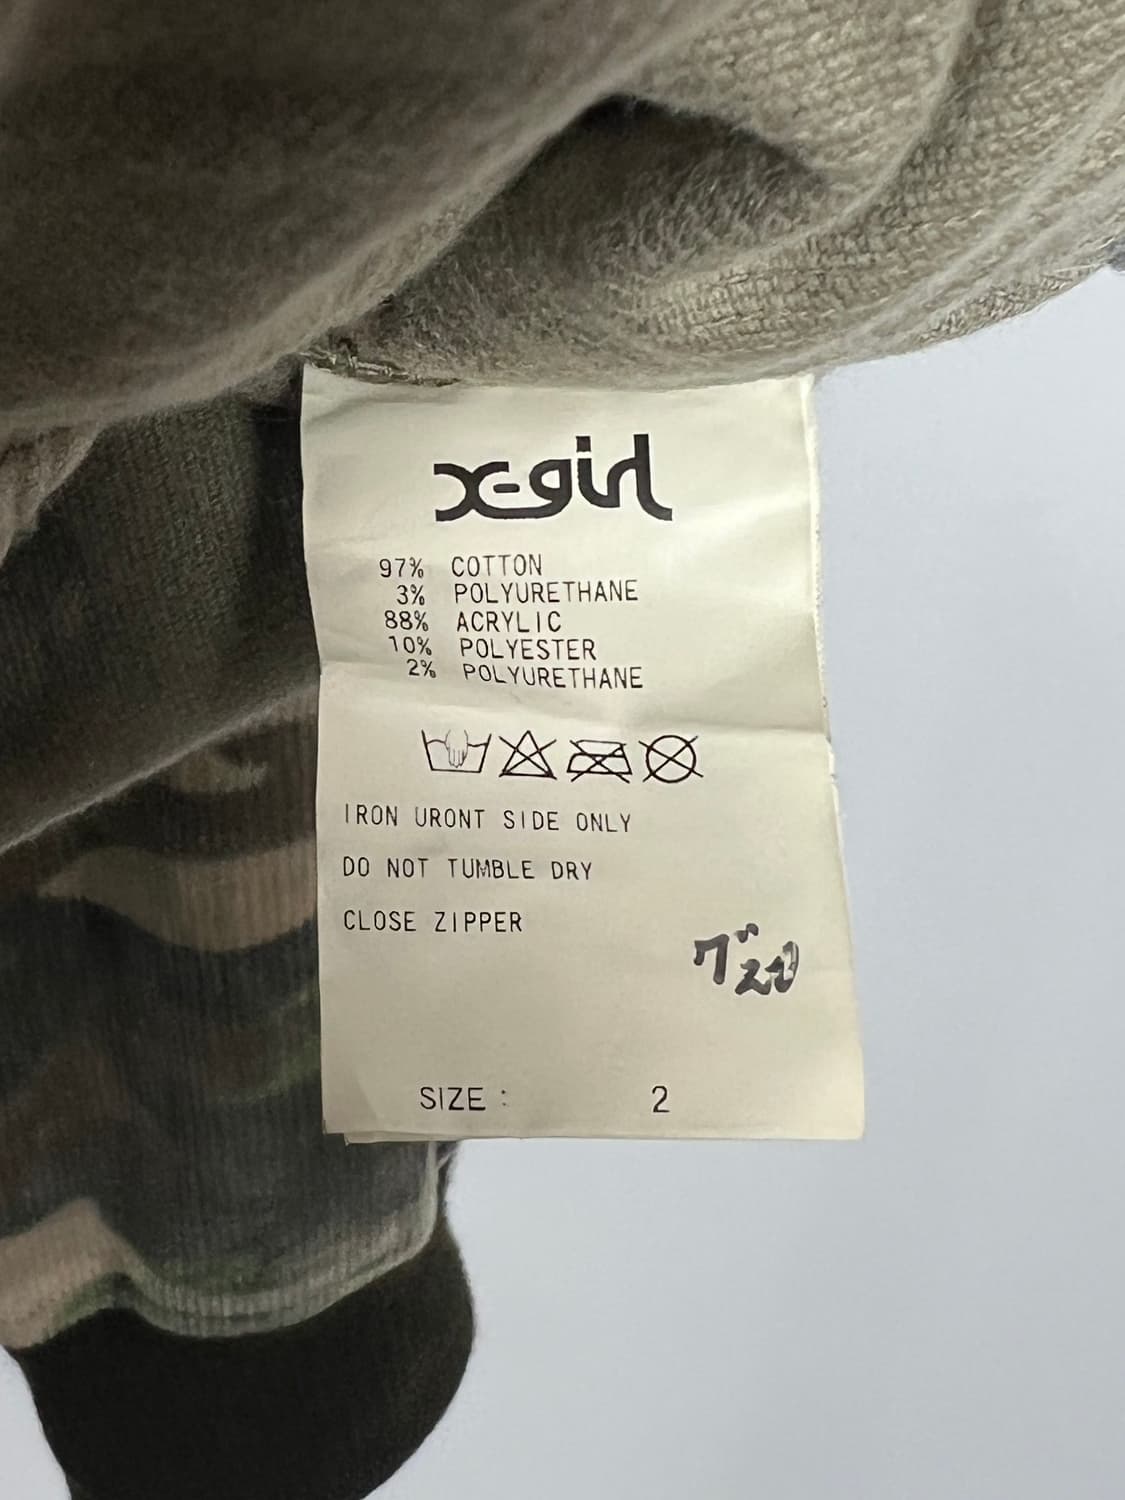 X-girl
97% COTTON
3% POLYURETHANE
88% ACRYLIC
10% POLYESTER
2% POLYURETHANE
IRON URONT SIDE ONLY
DO NOT TUMBLE DRY
CLOSE ZIPPER
SIZE : 2